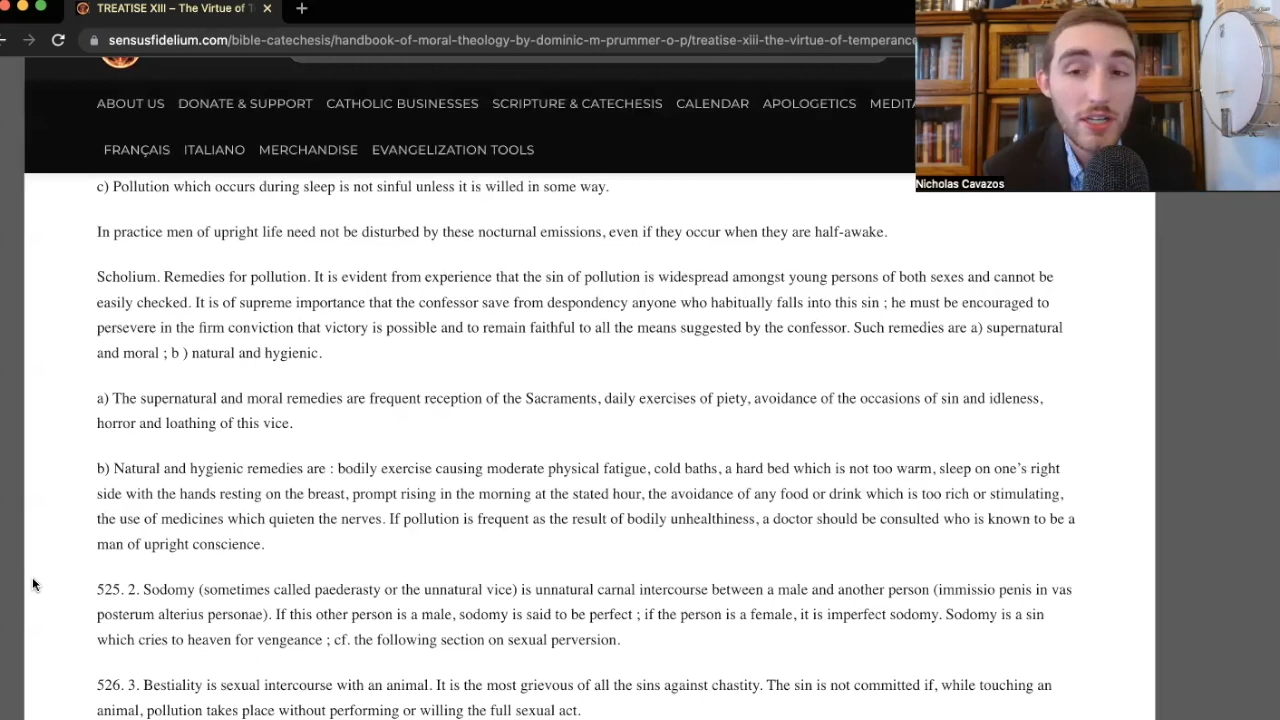 TREATISE XIII – The Virtue of T
sensusfidelium.com/bible-catechesis/handbook-of-moral-theology-by-dominic-m-prummer-o-p/treatise-xiii-the-virtue-of-temperance
ABOUT US DONATE & SUPPORT CATHOLIC BUSINESSES SCRIPTURE & CATECHESIS CALENDAR APOLOGETICS MEDITA
FRANÇAIS ITALIANO MERCHANDISE EVANGELIZATION TOOLS
Nicholas Cavazos
c) Pollution which occurs during sleep is not sinful unless it is willed in some way.
In practice men of upright life need not be disturbed by these nocturnal emissions, even if they occur when they are half-awake.
Scholium. Remedies for pollution. It is evident from experience that the sin of pollution is widespread amongst young persons of both sexes and cannot be
easily checked. It is of supreme importance that the confessor save from despondency anyone who habitually falls into this sin ; he must be encouraged to
persevere in the firm conviction that victory is possible and to remain faithful to all the means suggested by the confessor. Such remedies are a) supernatural
and moral ; b ) natural and hygienic.
a) The supernatural and moral remedies are frequent reception of the Sacraments, daily exercises of piety, avoidance of the occasions of sin and idleness,
horror and loathing of this vice.
b) Natural and hygienic remedies are : bodily exercise causing moderate physical fatigue, cold baths, a hard bed which is not too warm, sleep on one’s right
side with the hands resting on the breast, prompt rising in the morning at the stated hour, the avoidance of any food or drink which is too rich or stimulating,
the use of medicines which quieten the nerves. If pollution is frequent as the result of bodily unhealthiness, a doctor should be consulted who is known to be a
man of upright conscience.
525. 2. Sodomy (sometimes called paederasty or the unnatural vice) is unnatural carnal intercourse between a male and another person (immissio penis in vas
posterum alterius personae). If this other person is a male, sodomy is said to be perfect ; if the person is a female, it is imperfect sodomy. Sodomy is a sin
which cries to heaven for vengeance ; cf. the following section on sexual perversion.
526. 3. Bestiality is sexual intercourse with an animal. It is the most grievous of all the sins against chastity. The sin is not committed if, while touching an
animal, pollution takes place without performing or willing the full sexual act.